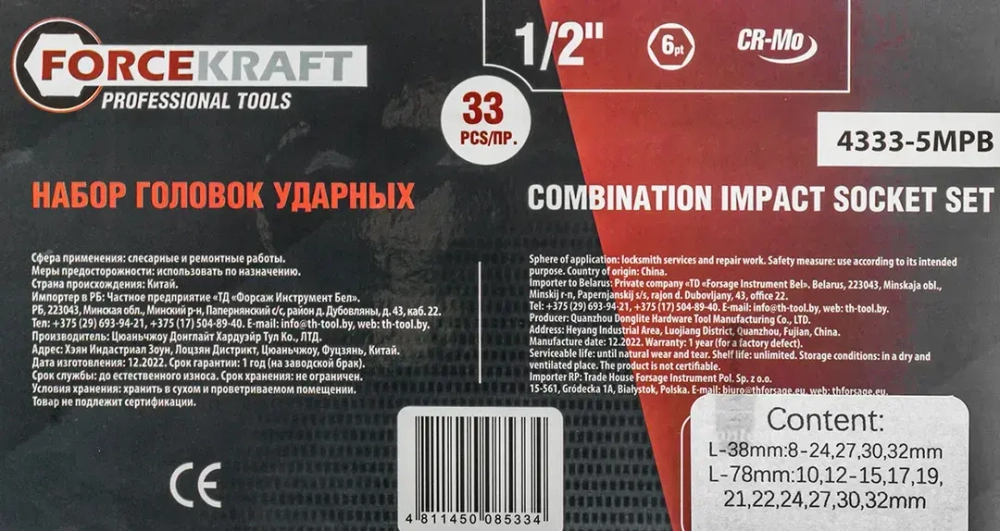 FORCEKRAFT
PROFESSIONAL TOOLS
1/2"
6pt
CR-Mo
33
PCS/ПР.
4333-5MPB
НАБОР ГОЛОВОК УДАРНЫХ
COMBINATION IMPACT SOCKET SET
Сфера применения: слесарные и ремонтные работы.
Меры предосторожности: использовать по назначению.
Страна происхождения: Китай.
Импортер в РБ: Частное предприятие «ТД «Форсаж Инструмент Бел».
РБ, 223043, Минская обл., Минский р-н, Папернянский с/с, район д. Дубовляны, 43, каб. 22.
Тел: +375 (29) 693-94-21, +375 (17) 504-89-40. E-mail: info@th-tool.by, web: th-tool.by.
Производитель: Цюаньчжоу Донглайт Хардуэйр Тул Ко., ЛТД.
Адрес: Хэян Индастриал Зоун, Лоцзян Дистрикт, Цюаньчжоу, Фуцзянь, Китай.
Дата изготовления: 12.2022. Срок гарантии: 1 год (на заводской брак).
Срок службы: до естественного износа. Срок хранения: не ограничен.
Условия хранения: хранить в сухом и проветриваемом помещении.
Товар не подлежит сертификации.
Sphere of application: locksmith services and repair work. Safety measure: use according to its intended
purpose. Country of origin: China.
Importer to Belarus: Private company «TD «Forsage Instrument Bel». Belarus, 223043, Minskaja obl.,
Minskij r-n, Papernjanskij s/s, rajon d. Dubovljany, 43, office 22.
Tel: +375 (29) 693-94-21, +375 (17) 504-89-40. E-mail: info@th-tool.by, web: th-tool.by.
Producer: Quanzhou Donglite Hardware Tool Manufacturing Co., LTD.
Address: Heyang Industrial Area, Luojiang District, Quanzhou, Fujian, China.
Manufacture date: 12.2022. Warranty: 1 year (for a factory defect).
Serviceable life: until natural wear and tear. Shelf life: unlimited. Storage conditions: in a dry and
ventilated place. The product is not certifiable.
Importer RP: Trade House Forsage Instrument Pol. Sp. z o.o.
15-561, Gródecka 1A, Białystok, Polska. E-mail: biuro@thforsage.eu, web: thforsage.eu.
Content:
L-38mm:8-24,27,30,32mm
L-78mm:10,12-15,17,19,
21,22,24,27,30,32mm
CE
4 811450 085334